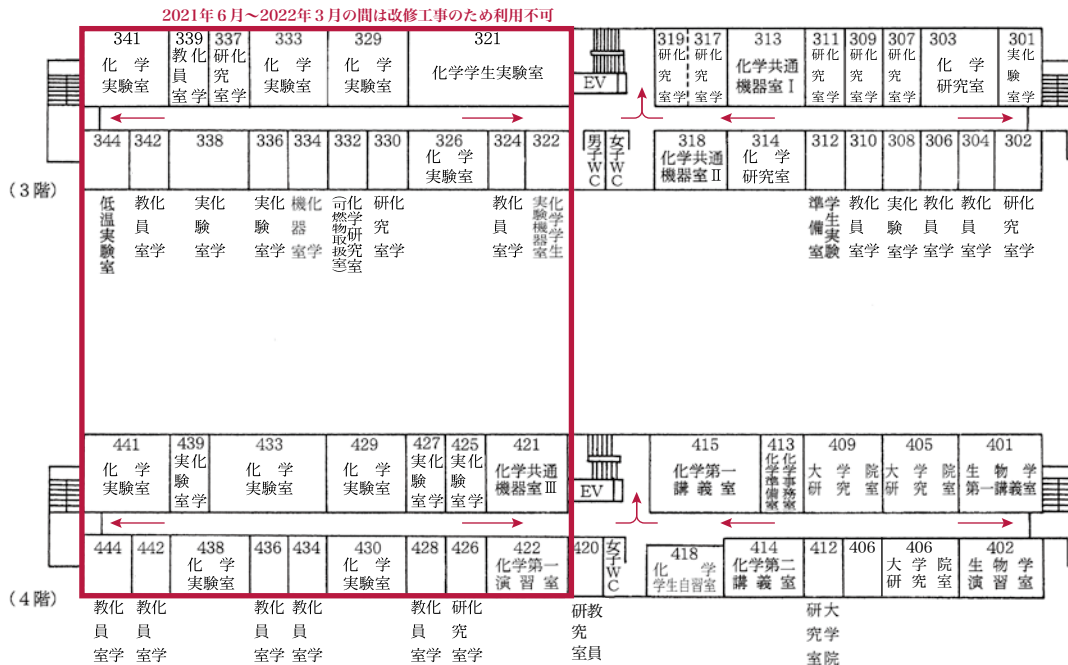 2021年６月～2022年３月の間は改修工事のため利用不可
341
化学
実験室
339
化学
教員室
337
化学
研究室
333
化学
実験室
329
化学
実験室
321
化学学生実験室
EV
319
化学
研究室
317
化学
研究室
313
化学共通
機器室Ⅰ
311
化学
研究室
309
化学
研究室
307
化学
研究室
303
化学
研究室
301
化学
実験室
344
342
338
336
334
332
330
326
化学
実験室
324
322
男子WC
女子WC
318
化学共通
機器室Ⅱ
314
化学
研究室
312
310
308
306
304
302
（３階）
低温実験室
化学
教員室
化学
実験室
化学
実験室
化学
機器室
化学研究室
（可燃物取扱室）
化学
研究室
化学
教員室
化学学生
実験機器室
学生実験
準備室
化学
教員室
化学
実験室
化学
教員室
化学
教員室
化学
研究室
441
化学
実験室
439
化学
実験室
433
化学
実験室
429
化学
実験室
427
化学
実験室
425
化学
実験室
421
化学共通
機器室Ⅲ
EV
415
化学第一
講義室
413
化学事務室
化学準備室
409
大学院
研究室
405
大学院
研究室
401
生物学
第一講義室
444
442
438
化学
実験室
436
434
430
化学
実験室
428
426
422
化学第一
演習室
420
女子WC
418
化学
学生自習室
414
化学第二
講義室
412
406
406
大学院
研究室
402
生物学
演習室
（４階）
化学
教員室
化学
教員室
化学
教員室
化学
教員室
化学
教員室
化学
研究室
教員
研究室
大学院
研究室